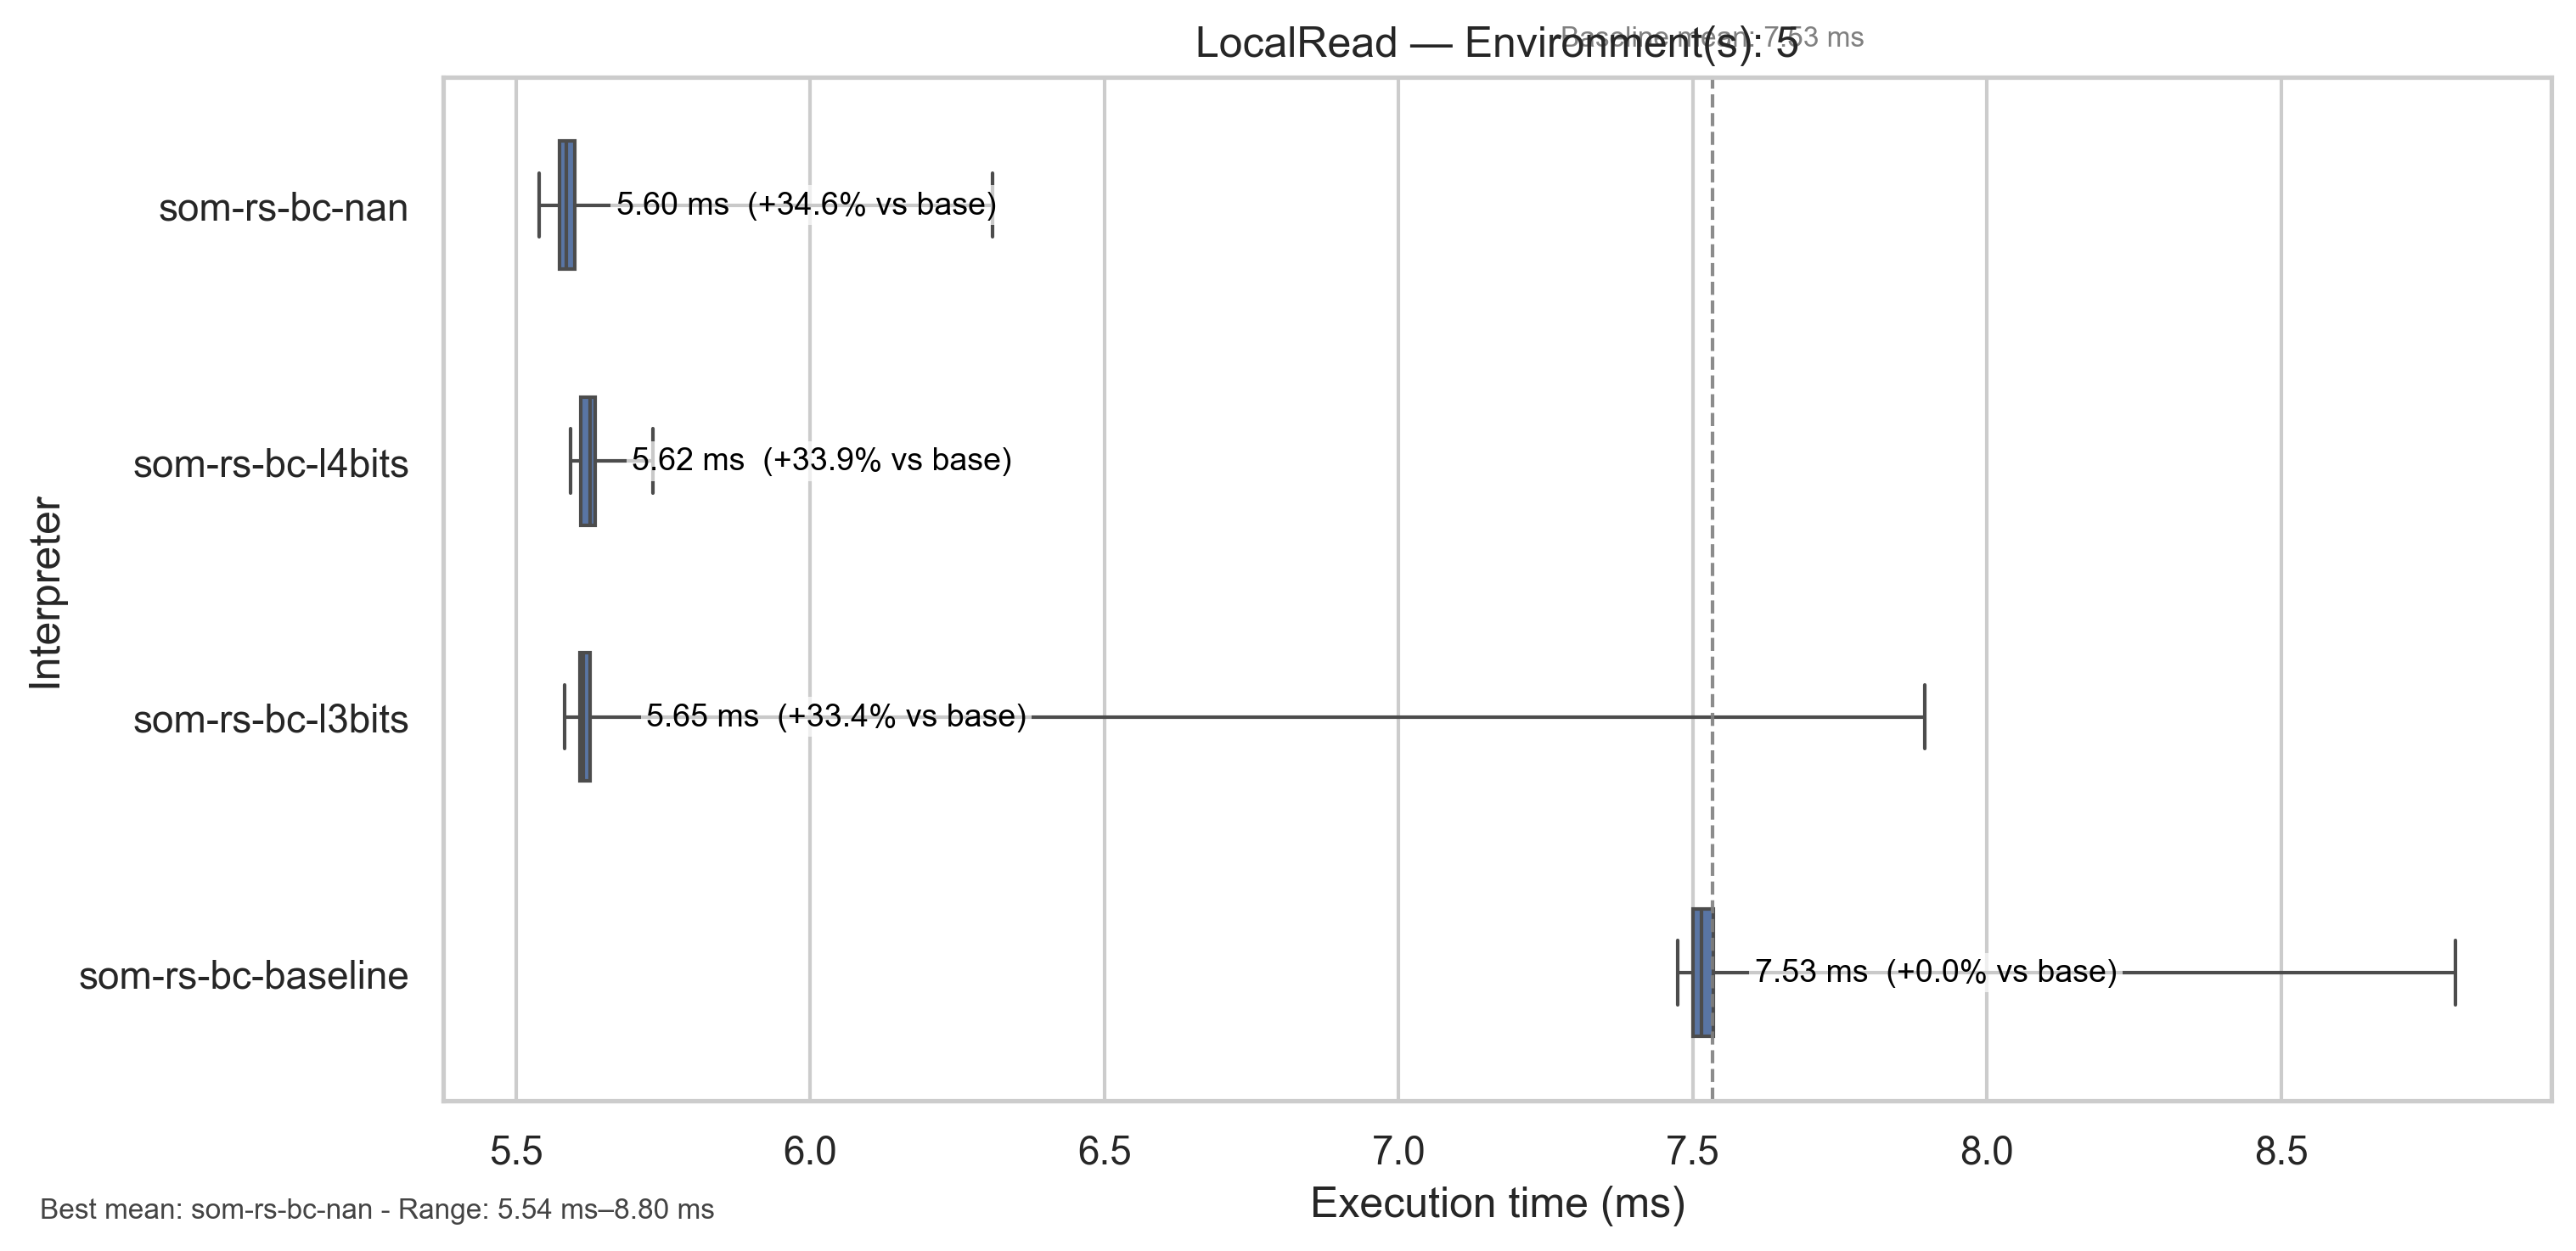 LocalRead — Environment(s): 5
Baseline mean: 7.53 ms
Interpreter
som-rs-bc-nan
5.60 ms (+34.6% vs base)
som-rs-bc-l4bits
5.62 ms (+33.9% vs base)
som-rs-bc-l3bits
5.65 ms (+33.4% vs base)
som-rs-bc-baseline
7.53 ms (+0.0% vs base)
5.5 6.0 6.5 7.0 7.5 8.0 8.5
Execution time (ms)
Best mean: som-rs-bc-nan - Range: 5.54 ms–8.80 ms